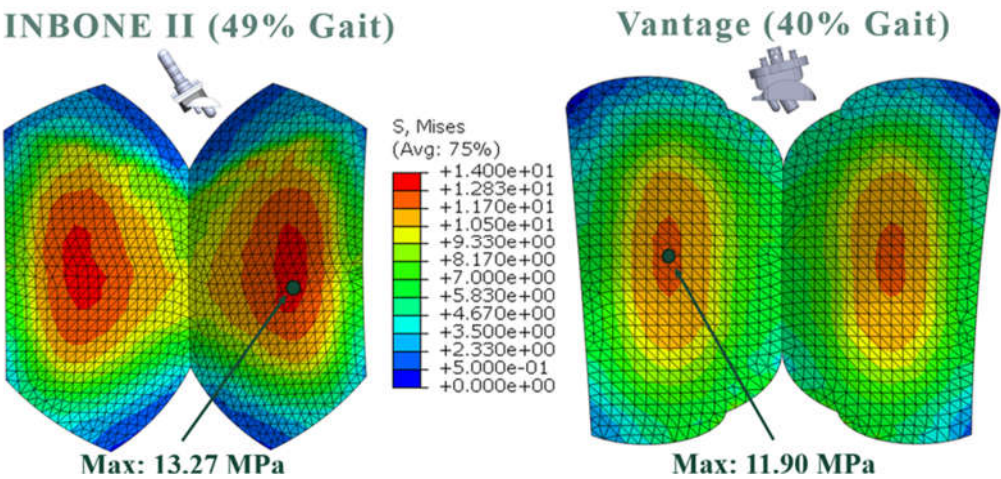 INBONE II (49% Gait)
Vantage (40% Gait)
S, Mises
(Avg: 75%)
+1.400e+01
+1.283e+01
+1.170e+01
+1.050e+01
+9.330e+00
+8.170e+00
+7.000e+00
+5.830e+00
+4.670e+00
+3.500e+00
+2.330e+00
+5.000e-01
+0.000e+00
Max: 13.27 MPa
Max: 11.90 MPa